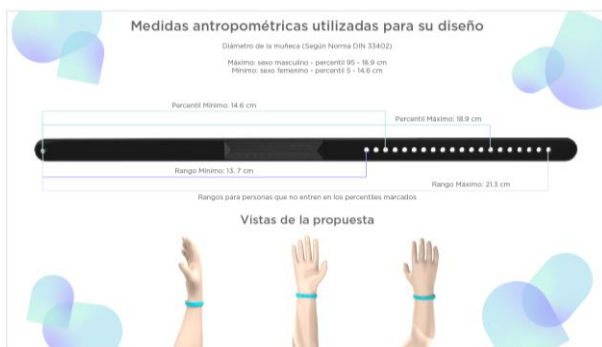 Medidas antropométricas utilizadas para su diseño
Diámetro de la muñeca (Según Norma DIN 33402)
Máximo: sexo masculino - percentil 95 - 18.9 cm
Mínimo: sexo femenino - percentil 5 - 14.6 cm
Percentil Mínimo: 14.6 cm
Percentil Máximo: 18.9 cm
Rango Mínimo: 13. 7 cm
Rango Máximo: 21.3 cm
Rangos para personas que no entren en los percentiles marcados
Vistas de la propuesta